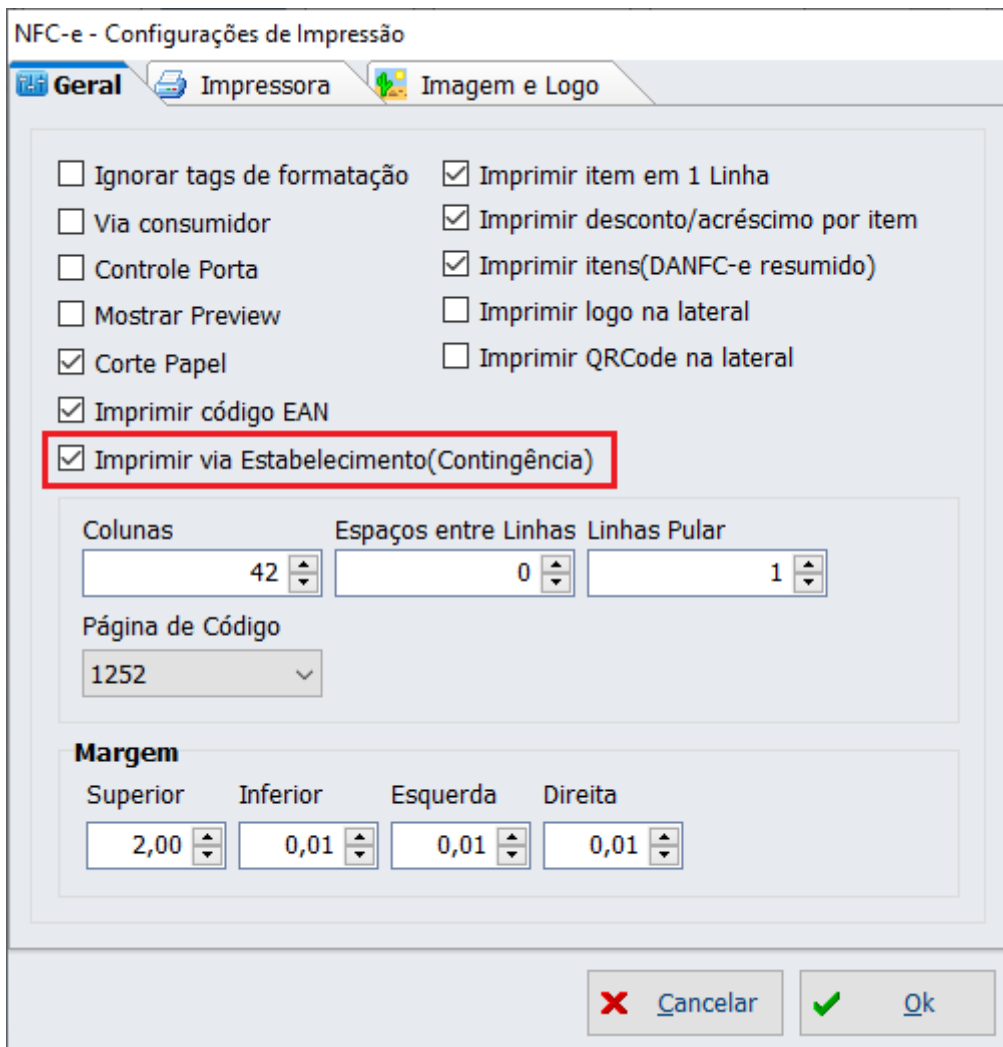 NFC-e - Configurações de Impressão
Geral Impressora Imagem e Logo
Ignorar tags de formatação
Via consumidor
Controle Porta
Mostrar Preview
Corte Papel
Imprimir código EAN
Imprimir via Estabelecimento(Contingência)
Imprimir item em 1 Linha
Imprimir desconto/acréscimo por item
Imprimir itens(DANFC-e resumido)
Imprimir logo na lateral
Imprimir QRCode na lateral
Colunas Espaços entre Linhas Linhas Pular
42 0 1
Página de Código
1252
Margem
Superior Inferior Esquerda Direita
2,00 0,01 0,01 0,01
Cancelar Ok